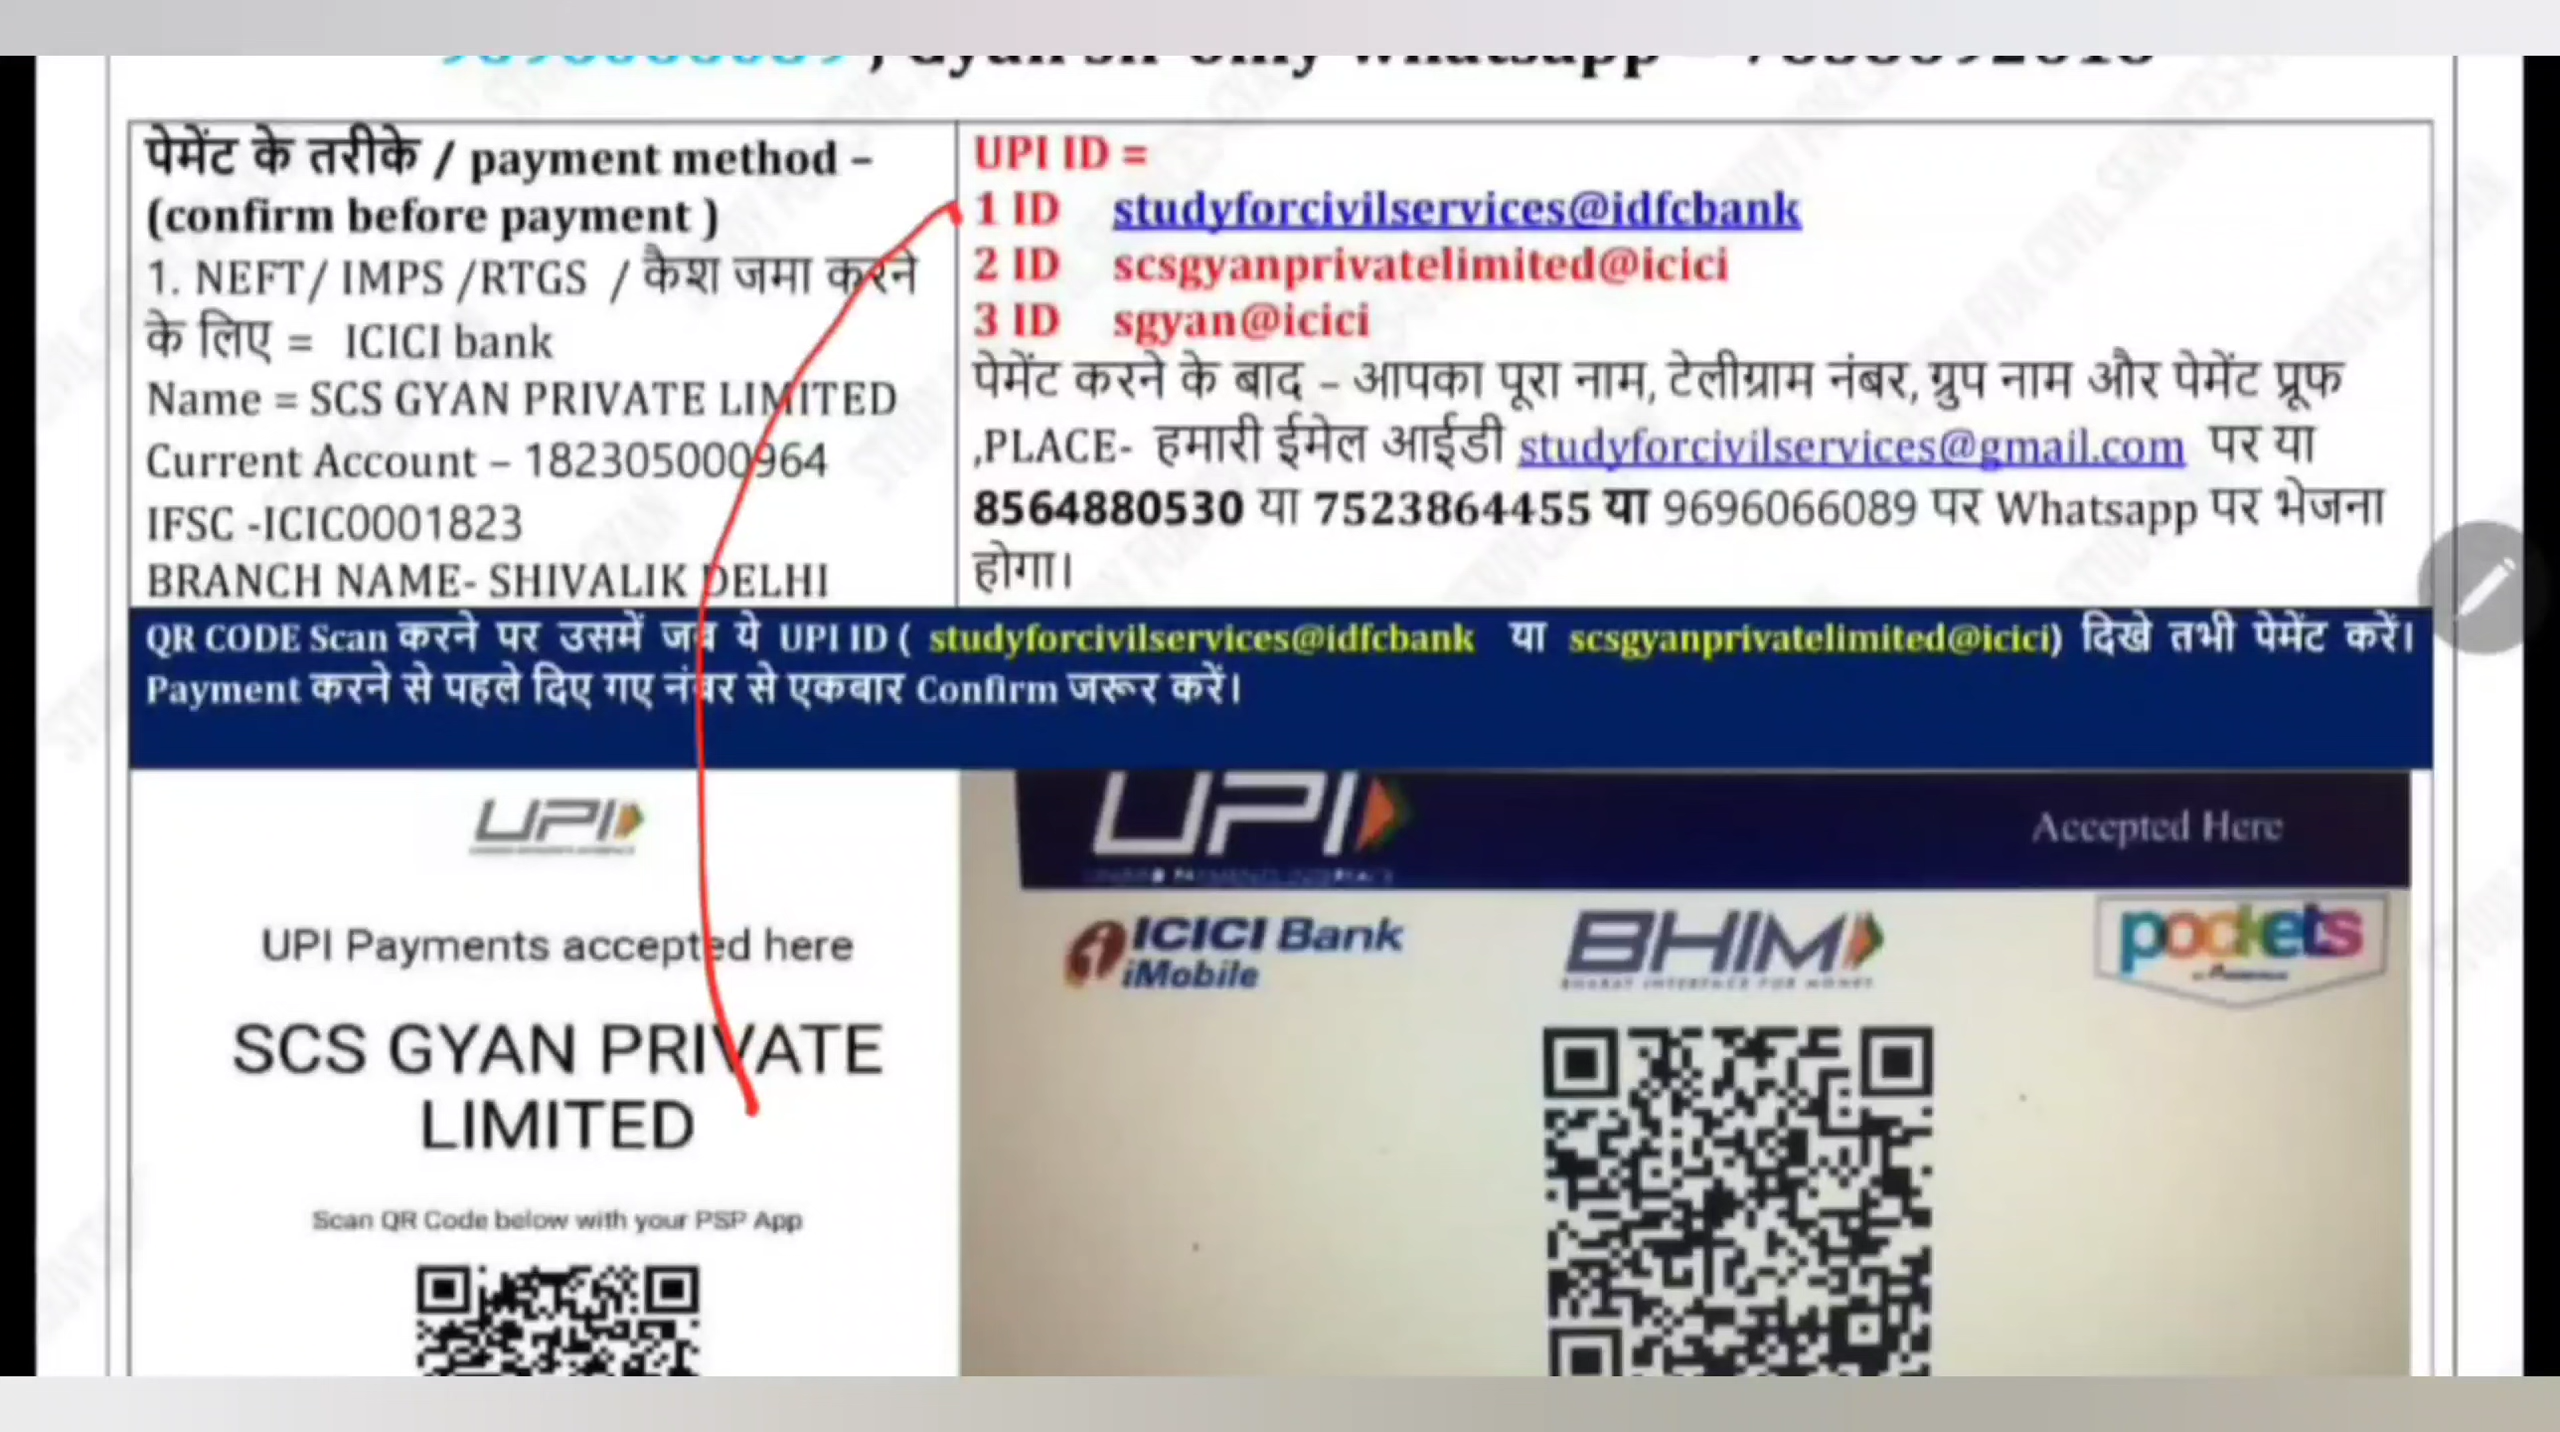 पेमेंट के तरीके / payment method –
(confirm before payment )
1. NEFT/ IMPS /RTGS / कैश जमा करने
के लिए = ICICI bank
Name = SCS GYAN PRIVATE LIMITED
Current Account – 182305000964
IFSC -ICIC0001823
BRANCH NAME- SHIVALIK DELHI
UPI ID =
1 ID studyforcivilservices@idfcbank
2 ID scsgyanprivatelimited@icici
3 ID sgyan@icici
पेमेंट करने के बाद – आपका पूरा नाम, टेलीग्राम नंबर, ग्रुप नाम और पेमेंट प्रूफ
,PLACE- हमारी ईमेल आईडी studyforcivilservices@gmail.com पर या
8564880530 या 7523864455 या 9696066089 पर Whatsapp पर भेजना
होगा।
QR CODE Scan करने पर उसमें जब ये UPI ID ( studyforcivilservices@idfcbank या scsgyanprivatelimited@icici) दिखे तभी पेमेंट करें।
Payment करने से पहले दिए गए नंबर से एकबार Confirm जरूर करें।
UPI
UPI Payments accepted here
SCS GYAN PRIVATE
LIMITED
Scan QR Code below with your PSP App
UPI
Accepted Here
ICICI Bank
iMobile
BHIM
BHARAT INTERFACE FOR MONEY
pockets